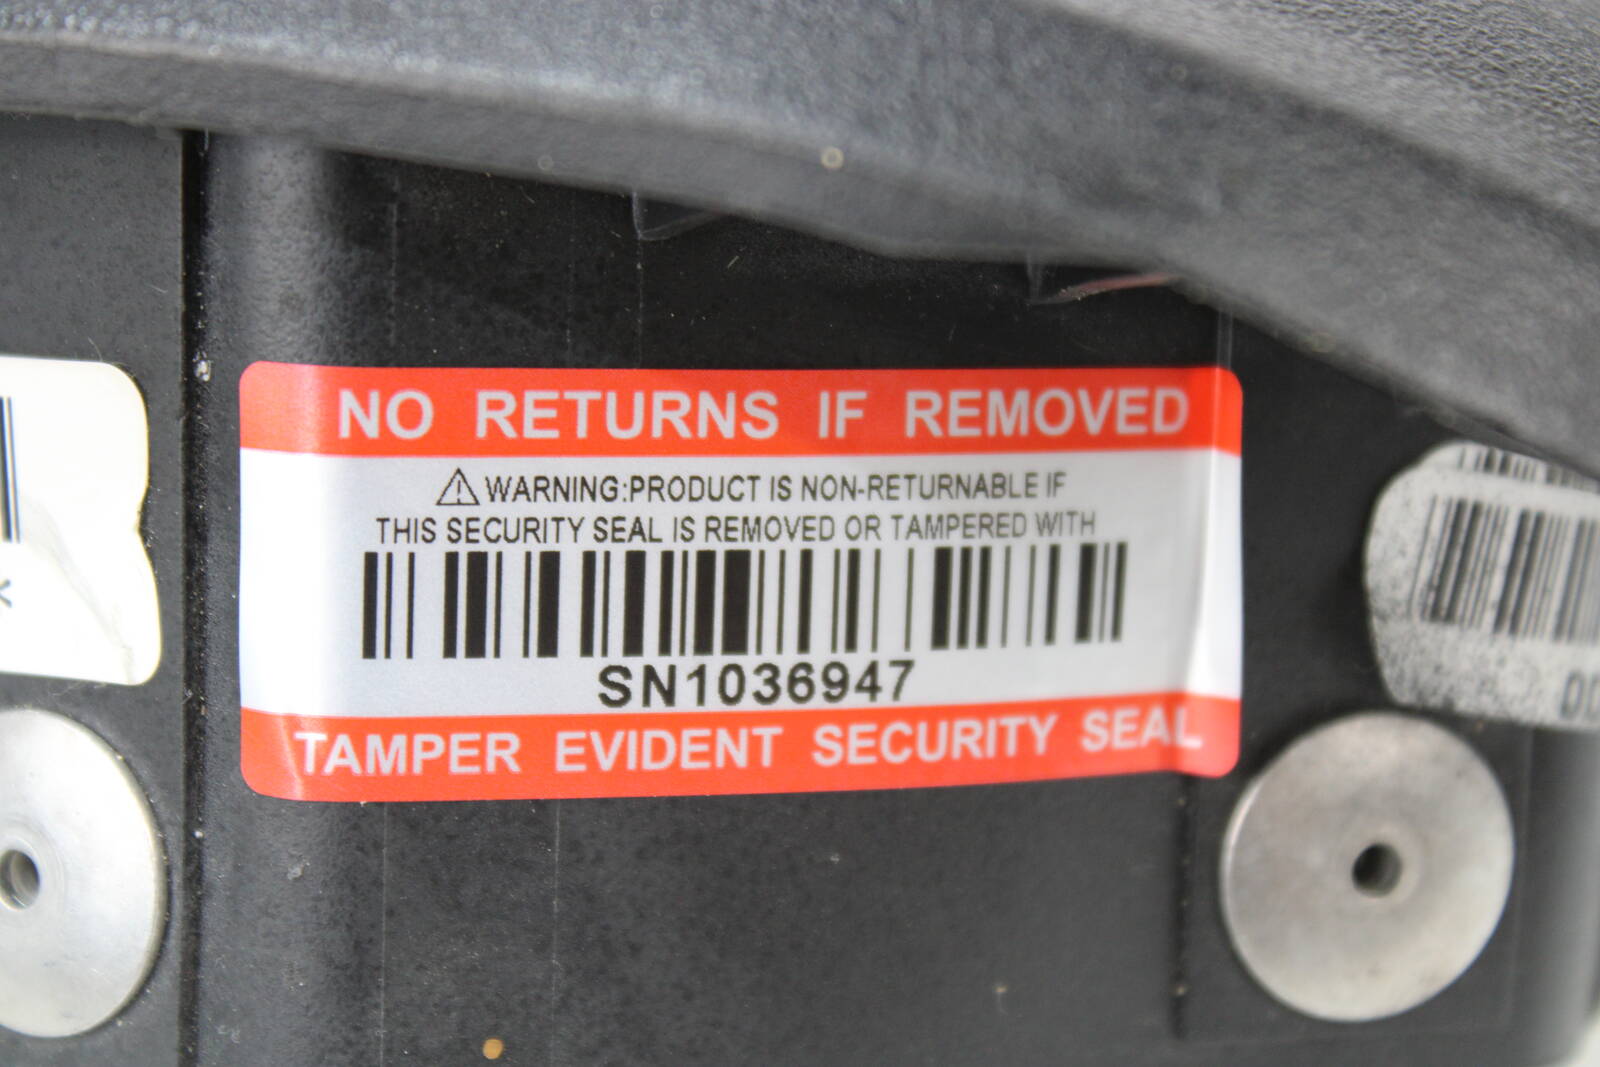 NO RETURNS IF REMOVED
WARNING:PRODUCT IS NON-RETURNABLE IF
THIS SECURITY SEAL IS REMOVED OR TAMPERED WITH
SN1036947
TAMPER EVIDENT SECURITY SEAL
00